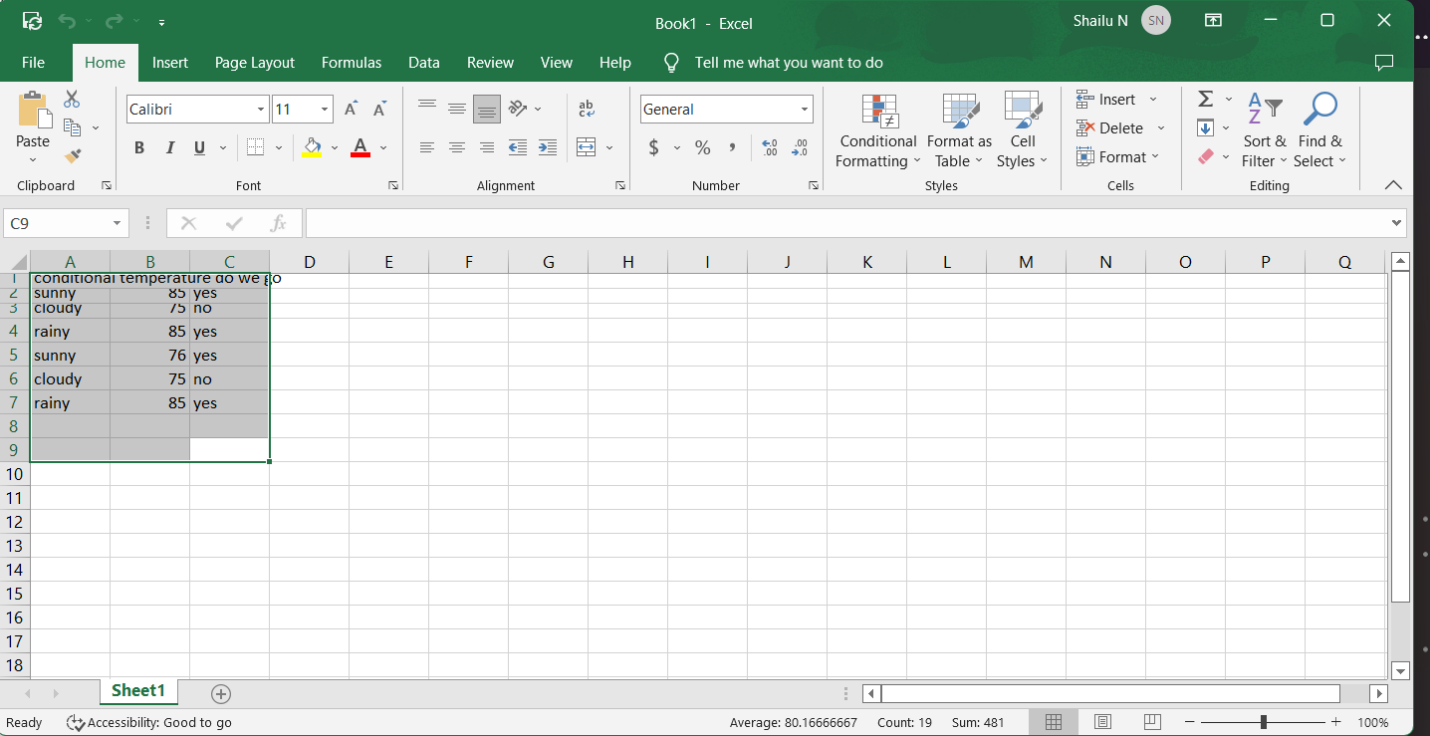 Book1 - Excel
Shailu N
SN
File Home Insert Page Layout Formulas Data Review View Help Tell me what you want to do
Paste
Clipboard
Calibri 11
A A
B I U A
Font
ab
Alignment
General
$ % ,
.00
.00
Number
Conditional Formatting
Format as Table
Cell Styles
Styles
Insert
Delete
Format
Cells
Σ
AZ
Sort & Filter
Find & Select
Editing
C9
fx
A B C D E F G H I J K L M N O P Q
1 conditional temperature do we go
2 sunny 85 yes
3 cloudy 75 no
4 rainy 85 yes
5 sunny 76 yes
6 cloudy 75 no
7 rainy 85 yes
8
9
10
11
12
13
14
15
16
17
18
Sheet1
Ready Accessibility: Good to go Average: 80.16666667 Count: 19 Sum: 481 100%